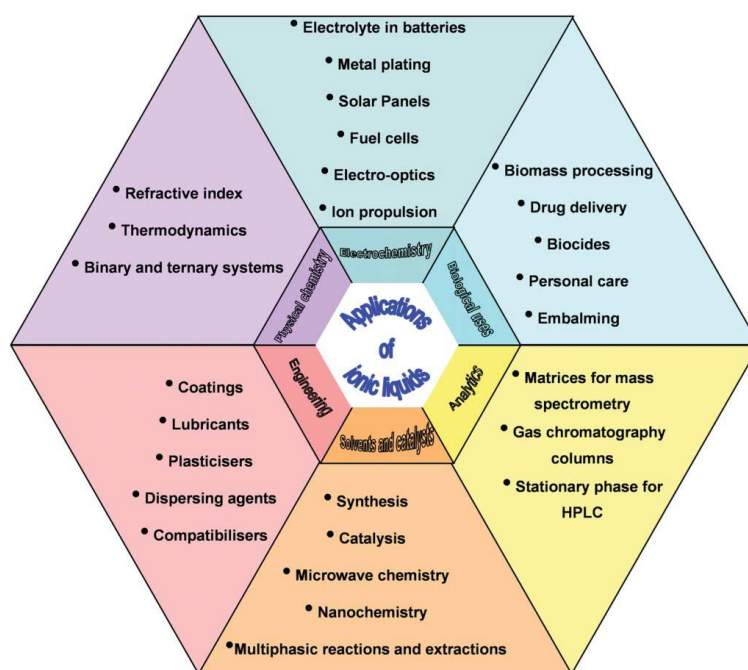 • Electrolyte in batteries
• Metal plating
• Solar Panels
• Fuel cells
• Electro-optics
• Ion propulsion
Electrochemistry
• Biomass processing
• Drug delivery
• Biocides
• Personal care
• Embalming
Biological uses
• Matrices for mass
spectrometry
• Gas chromatography
columns
• Stationary phase for
HPLC
Analytics
• Synthesis
• Catalysis
• Microwave chemistry
• Nanochemistry
• Multiphasic reactions and extractions
Solvents and catalysts
• Coatings
• Lubricants
• Plasticisers
• Dispersing agents
• Compatibilisers
Engineering
• Refractive index
• Thermodynamics
• Binary and ternary systems
Physical chemistry
Applications
of
ionic liquids